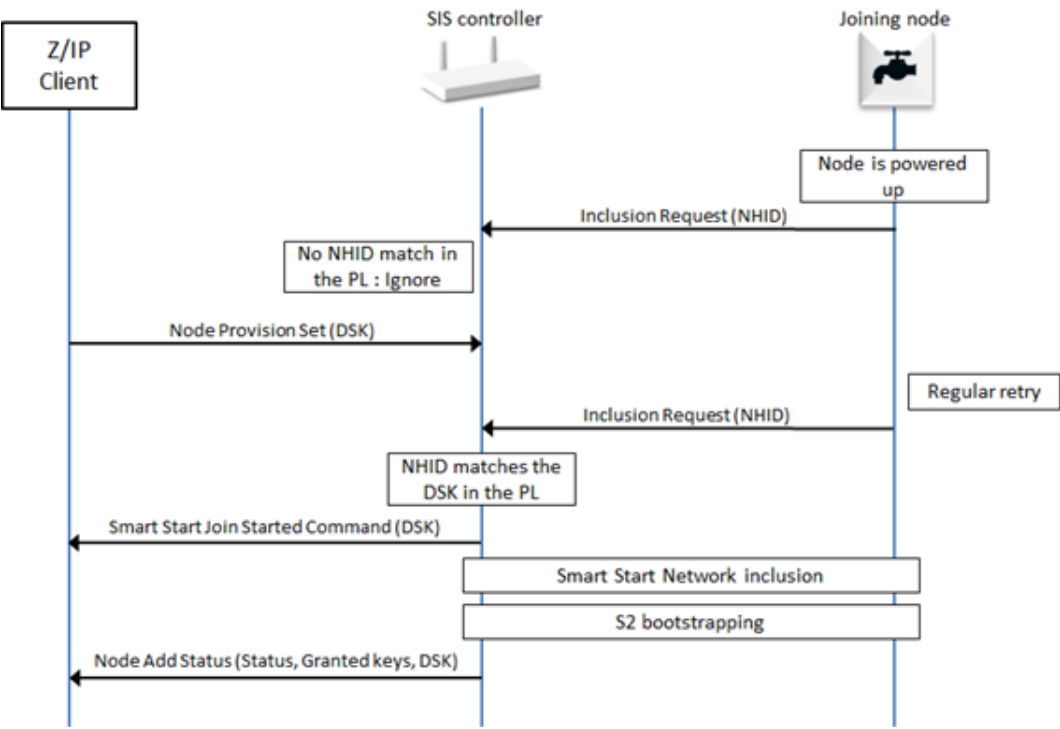 SIS controller
Joining node
Z/IP
Client
Node is powered
up
Inclusion Request (NHID)
No NHID match in
the PL : Ignore
Node Provision Set (DSK)
Regular retry
Inclusion Request (NHID)
NHID matches the
DSK in the PL
Smart Start Join Started Command (DSK)
Smart Start Network inclusion
S2 bootstrapping
Node Add Status (Status, Granted keys, DSK)